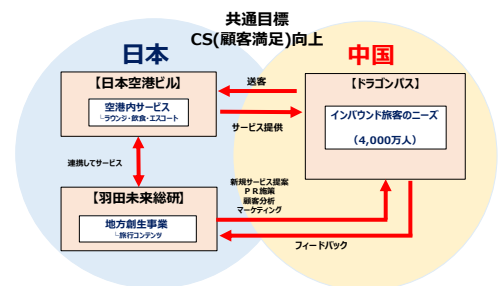 共通目標
CS(顧客満足)向上
日本
中国
【日本空港ビル】
空港内サービス
└ラウンジ・飲食・エスコート
送客
サービス提供
【ドラゴンパス】
インバウンド旅客のニーズ
(4,000万人)
連携してサービス
【羽田未来総研】
地方創生事業
└旅行コンテンツ
新規サービス提案
PR施策
顧客分析
マーケティング
フィードバック